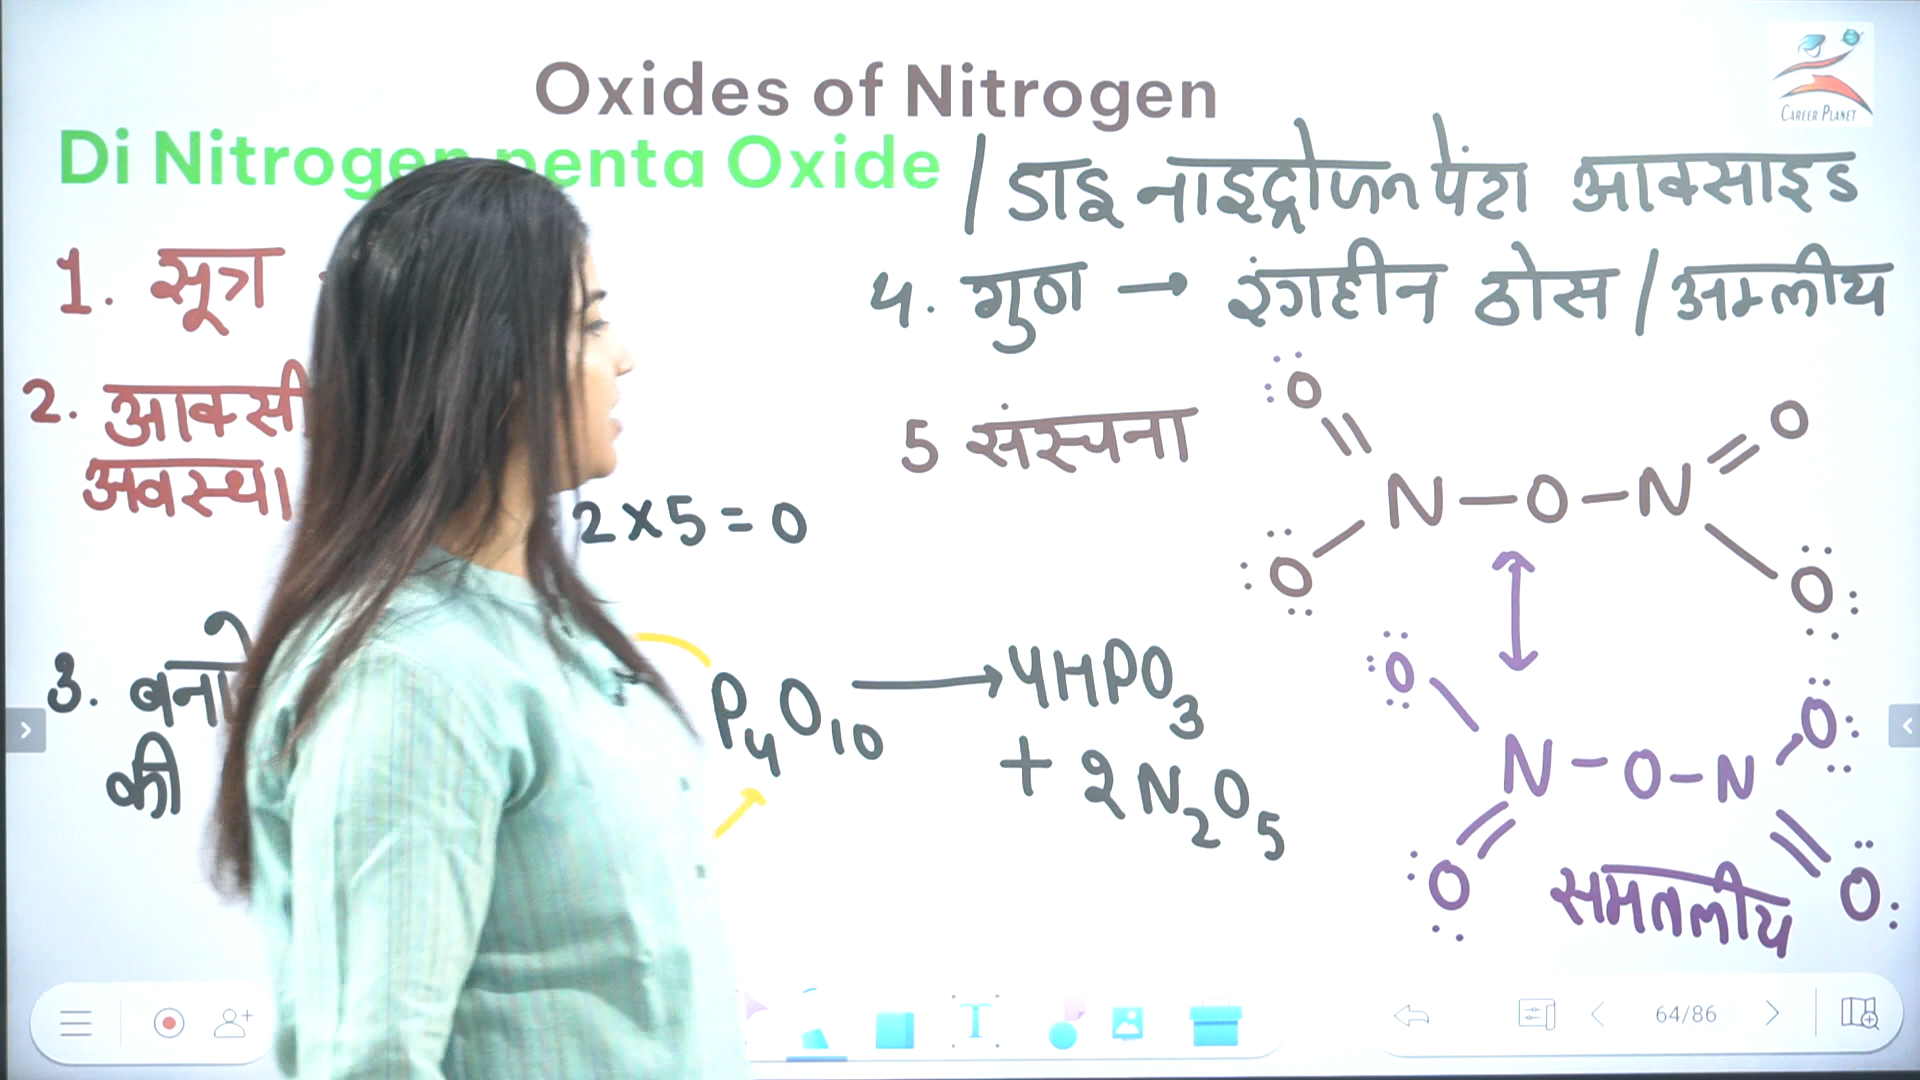 Oxides of Nitrogen
CAREER PLANET
Di Nitrogen penta Oxide / डाइ नाइट्रोजन पेंटा आक्साइड
1. सूत्र
4. गुण → रंगहीन ठोस / अम्लीय
2. आक्सी
अवस्था
2×5=0
5 संरचना
:O O
N-O-N
:O O:
3. बनाने
की
P4O10 → 4HPO3
+ 2N2O5
:O O:
N-O-N
:O O:
समतलीय
64/86